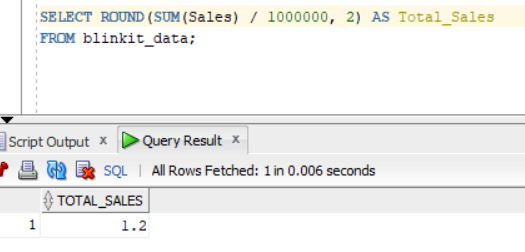 SELECT ROUND(SUM(Sales) / 1000000, 2) AS Total_Sales
FROM blinkit_data;
Script Output x Query Result x
SQL | All Rows Fetched: 1 in 0.006 seconds
TOTAL_SALES
1 1.2